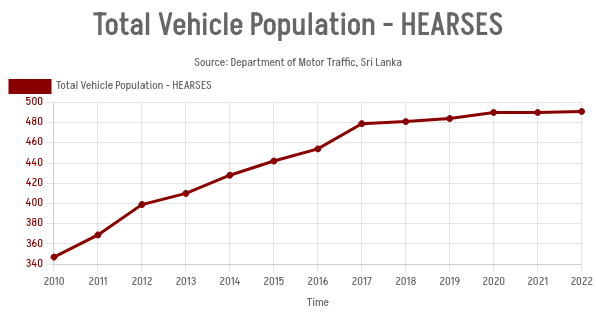 Total Vehicle Population - HEARSES
Source: Department of Motor Traffic, Sri Lanka
Total Vehicle Population - HEARSES
500
480
460
440
420
400
380
360
340
2010 2011 2012 2013 2014 2015 2016 2017 2018 2019 2020 2021 2022
Time